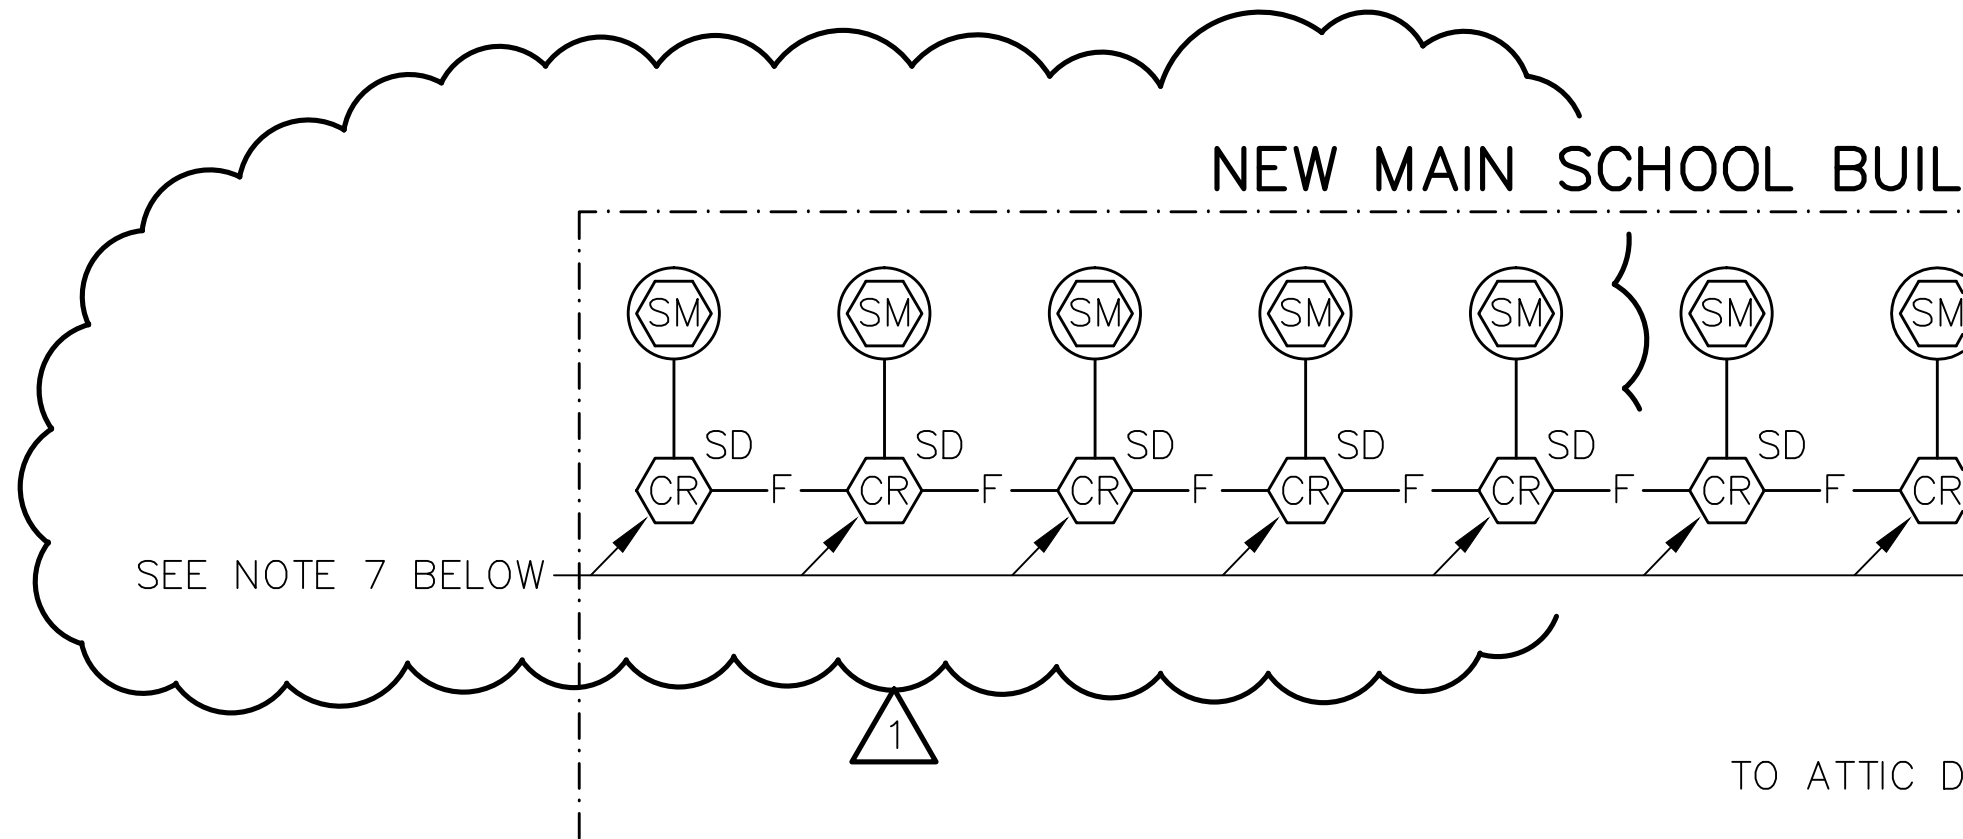 NEW MAIN SCHOOL BUIL
SM SM SM SM SM SM SM
SD SD SD SD SD SD
CR F CR F CR F CR F CR F CR F CR
SEE NOTE 7 BELOW
1
TO ATTIC D